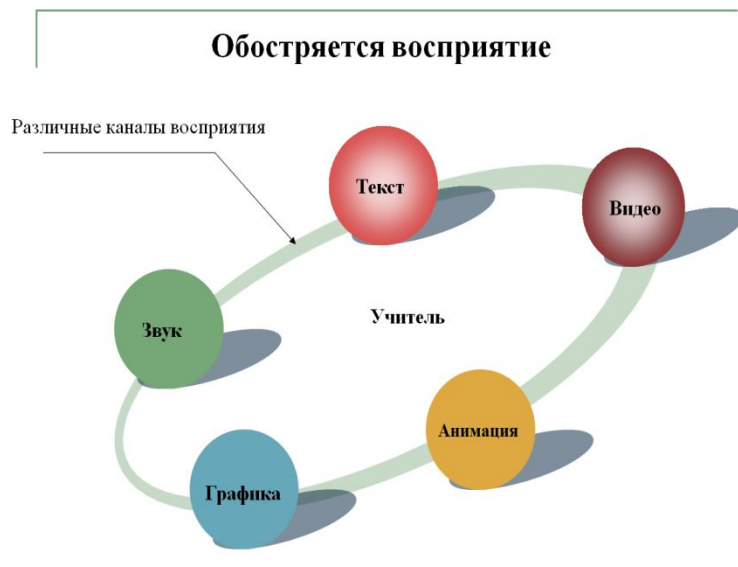 Обостряется восприятие
Различные каналы восприятия
Текст
Видео
Звук
Учитель
Анимация
Графика